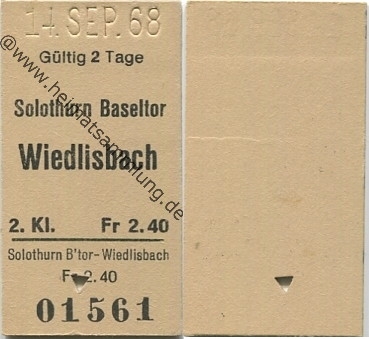 14. SEP. 68
Gültig 2 Tage
Solothurn Baseltor
Wiedlisbach
2. Kl. Fr 2.40
Solothurn B'tor-Wiedlisbach
Fr 2.40
01561
@www.heimatsammlung.de